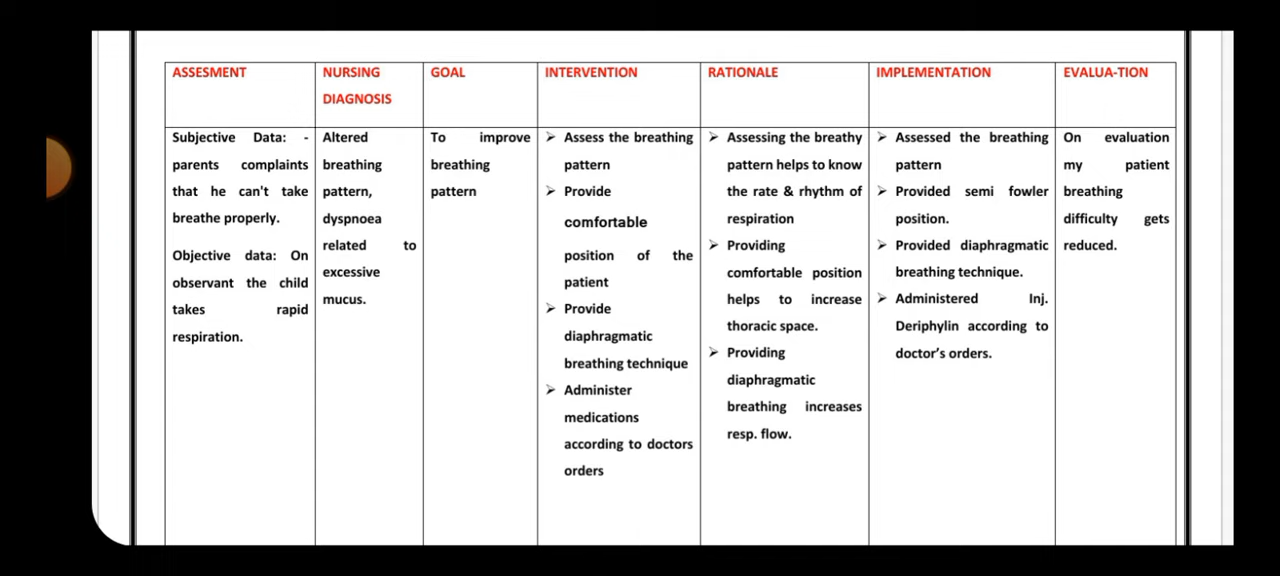 ASSESMENT
NURSING
DIAGNOSIS
GOAL
INTERVENTION
RATIONALE
IMPLEMENTATION
EVALUA-TION
Subjective Data: -
parents complaints
that he can't take
breathe properly.
Objective data: On
observant the child
takes rapid
respiration.
Altered
breathing
pattern,
dyspnoea
related to
excessive
mucus.
To improve
breathing
pattern
➢ Assess the breathing
pattern
➢ Provide
comfortable
position of the
patient
➢ Provide
diaphragmatic
breathing technique
➢ Administer
medications
according to doctors
orders
➢ Assessing the breathy
pattern helps to know
the rate & rhythm of
respiration
➢ Providing
comfortable position
helps to increase
thoracic space.
➢ Providing
diaphragmatic
breathing increases
resp. flow.
➢ Assessed the breathing
pattern
➢ Provided semi fowler
position.
➢ Provided diaphragmatic
breathing technique.
➢ Administered Inj.
Deriphylin according to
doctor’s orders.
On evaluation
my patient
breathing
difficulty gets
reduced.